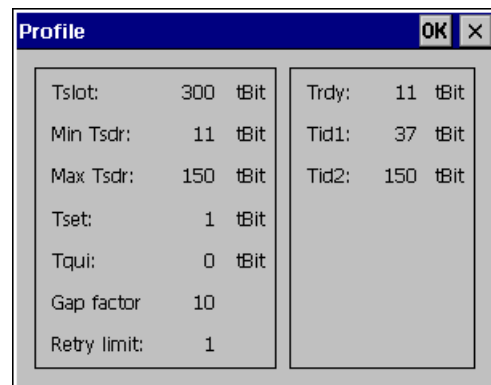 Profile OK ×
Tslot: 300 tBit
Min Tsdr: 11 tBit
Max Tsdr: 150 tBit
Tset: 1 tBit
Tqui: 0 tBit
Gap factor 10
Retry limit: 1
Trdy: 11 tBit
Tid1: 37 tBit
Tid2: 150 tBit